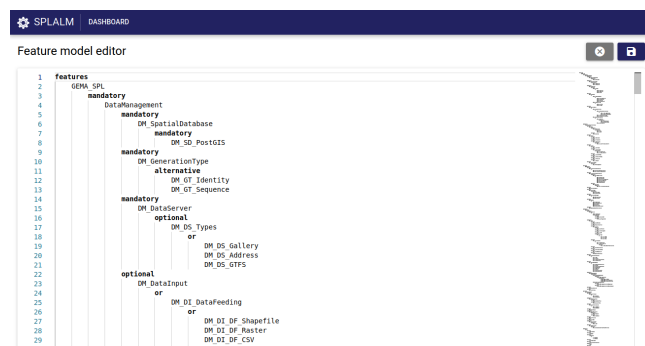 SPLALM DASHBOARD
Feature model editor
1 features
2 GEMA_SPL
3 mandatory
4 DataManagement
5 mandatory
6 DM_SpatialDatabase
7 mandatory
8 DM_SD_PostGIS
9 mandatory
10 DM_GenerationType
11 alternative
12 DM_GT_Identity
13 DM_GT_Sequence
14 mandatory
15 DM_DataServer
16 optional
17 DM_DS_Types
18 or
19 DM_DS_Gallery
20 DM_DS_Address
21 DM_DS_GTFS
22 optional
23 DM_DataInput
24 or
25 DM_DI_DataFeeding
26 or
27 DM_DI_DF_Shapefile
28 DM_DI_DF_Raster
29 DM_DI_DF_CSV